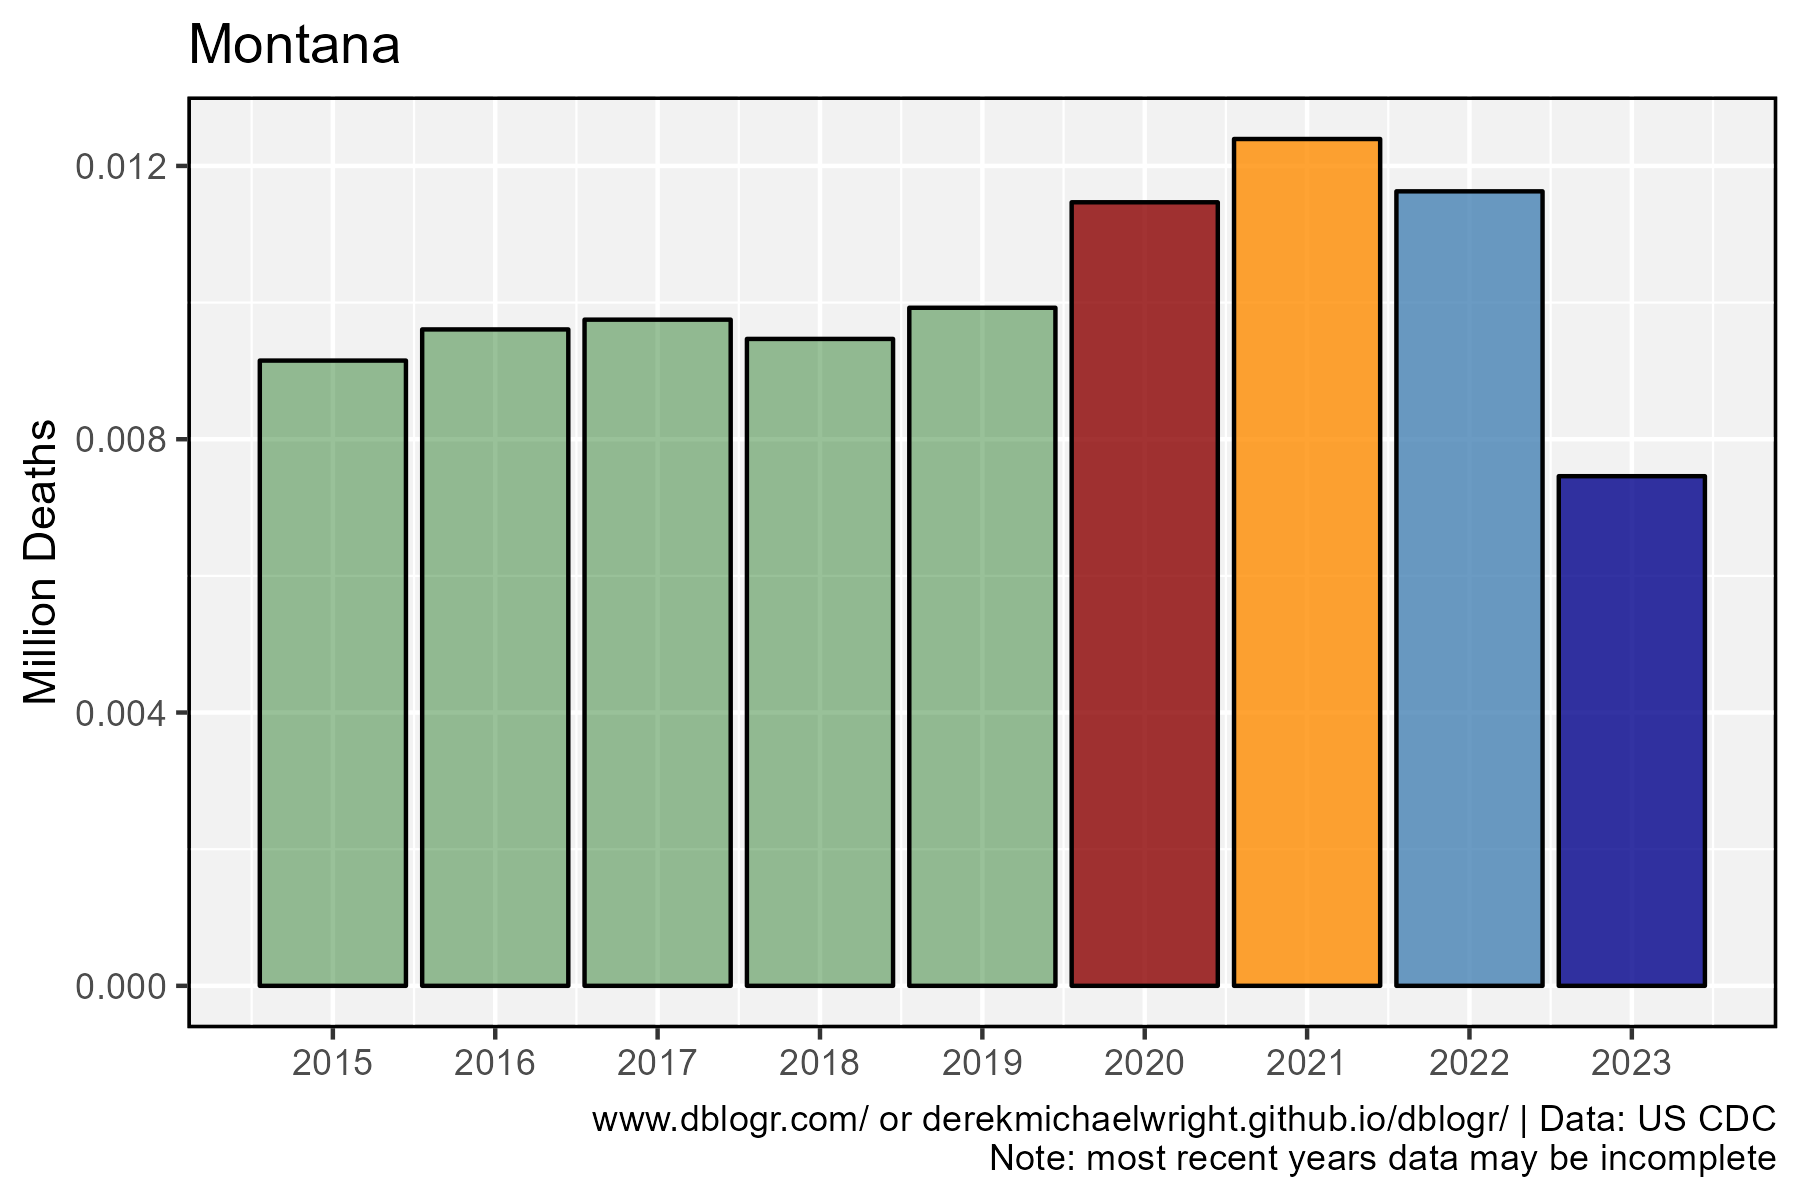 Montana
Million Deaths
0.012
0.008
0.004
0.000
2015 2016 2017 2018 2019 2020 2021 2022 2023
www.dblogr.com/ or derekmichaelwright.github.io/dblogr/ | Data: US CDC
Note: most recent years data may be incomplete